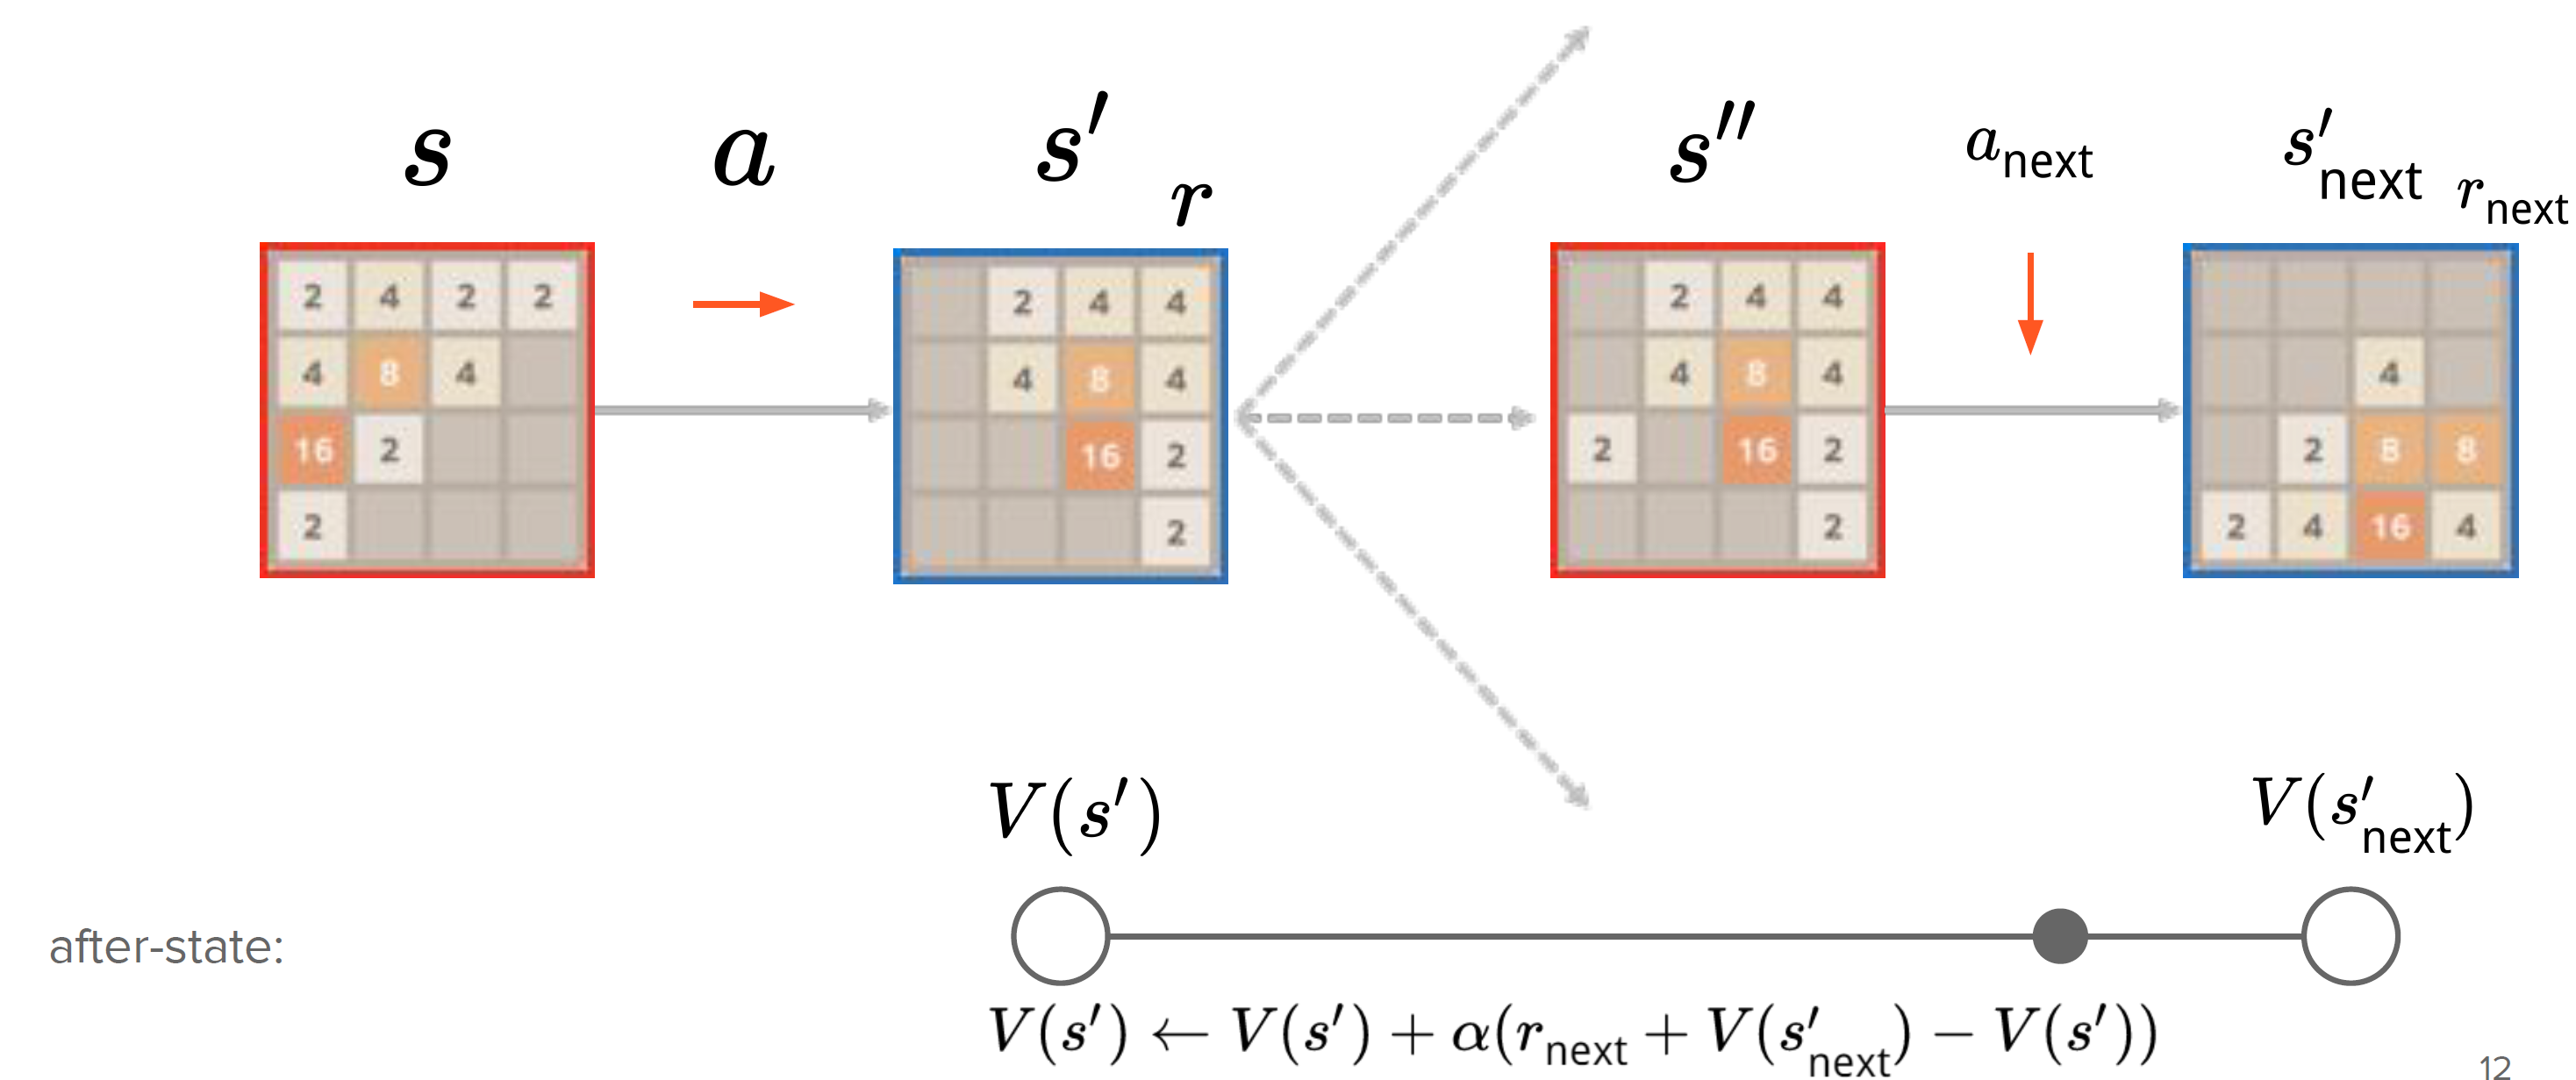 s a s′ r s″ a_next s′_next r_next
2 4 2 2
4 8 4
16 2
2
2 4 4
4 8 4
16 2
2
2 4 4
4 8 4
2 16 2
2
4
2 8 8
2 4 16 4
V(s′) V(s′_next)
after-state:
V(s′) ← V(s′) + α(r_next + V(s′_next) − V(s′))
12